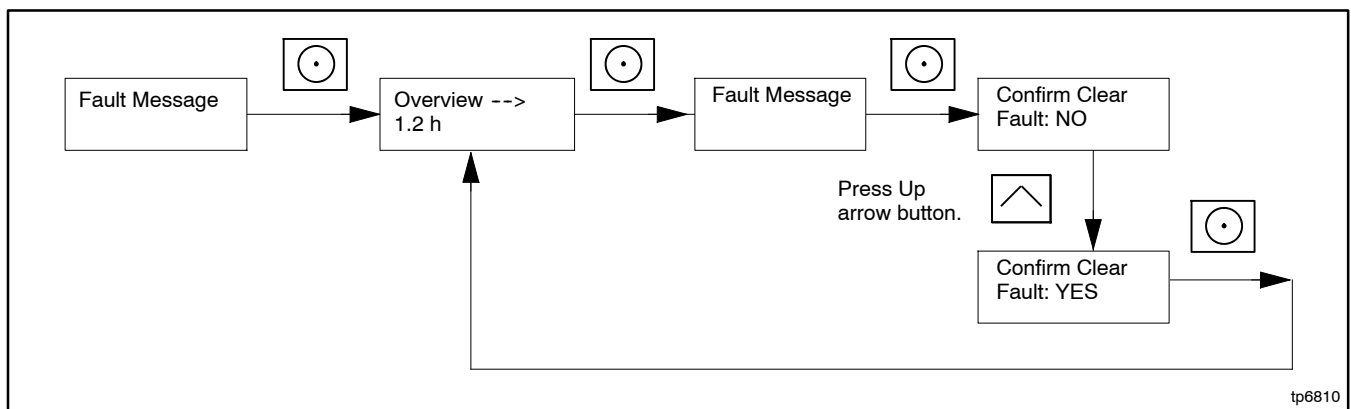 Fault Message
Overview -->
1.2 h
Fault Message
Confirm Clear
Fault: NO
Press Up
arrow button.
Confirm Clear
Fault: YES
tp6810